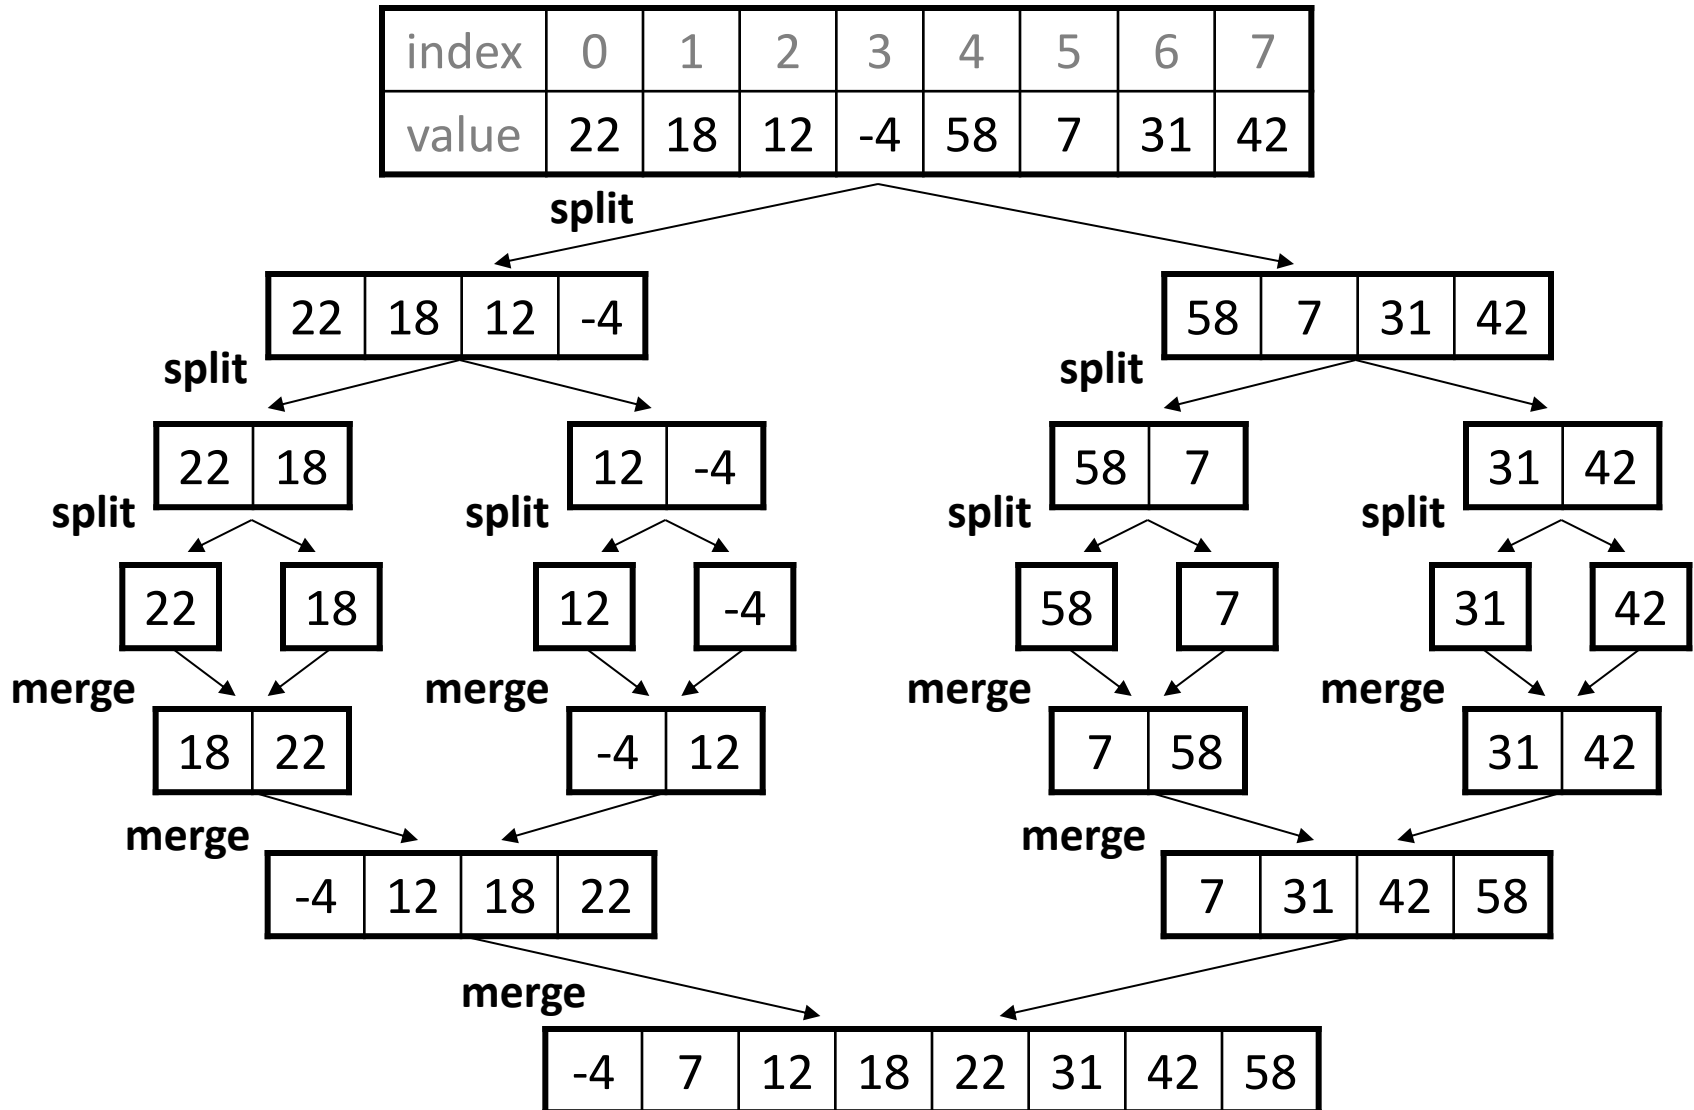 index 0 1 2 3 4 5 6 7
value 22 18 12 -4 58 7 31 42
split
22 18 12 -4 58 7 31 42
split split
22 18 12 -4 58 7 31 42
split split split split
22 18 12 -4 58 7 31 42
merge merge merge merge
18 22 -4 12 7 58 31 42
merge merge
-4 12 18 22 7 31 42 58
merge
-4 7 12 18 22 31 42 58